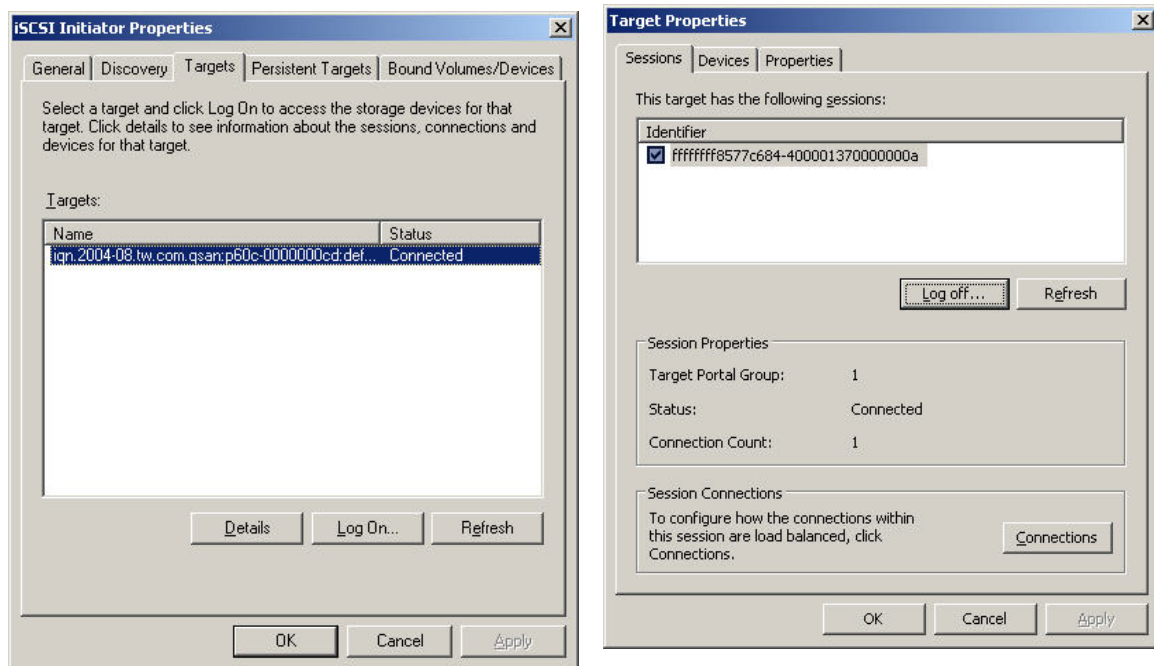 iSCSI Initiator Properties
General Discovery Targets Persistent Targets Bound Volumes/Devices
Select a target and click Log On to access the storage devices for that
target. Click details to see information about the sessions, connections and
devices for that target.
Targets:
Name Status
iqn.2004-08.tw.com.qsan:p60c-0000000cd:def... Connected
Details Log On... Refresh
OK Cancel Apply
Target Properties
Sessions Devices Properties
This target has the following sessions:
Identifier
ffffffff8577c684-400001370000000a
Log off... Refresh
Session Properties
Target Portal Group: 1
Status: Connected
Connection Count: 1
Session Connections
To configure how the connections within
this session are load balanced, click
Connections.
Connections
OK Cancel Apply